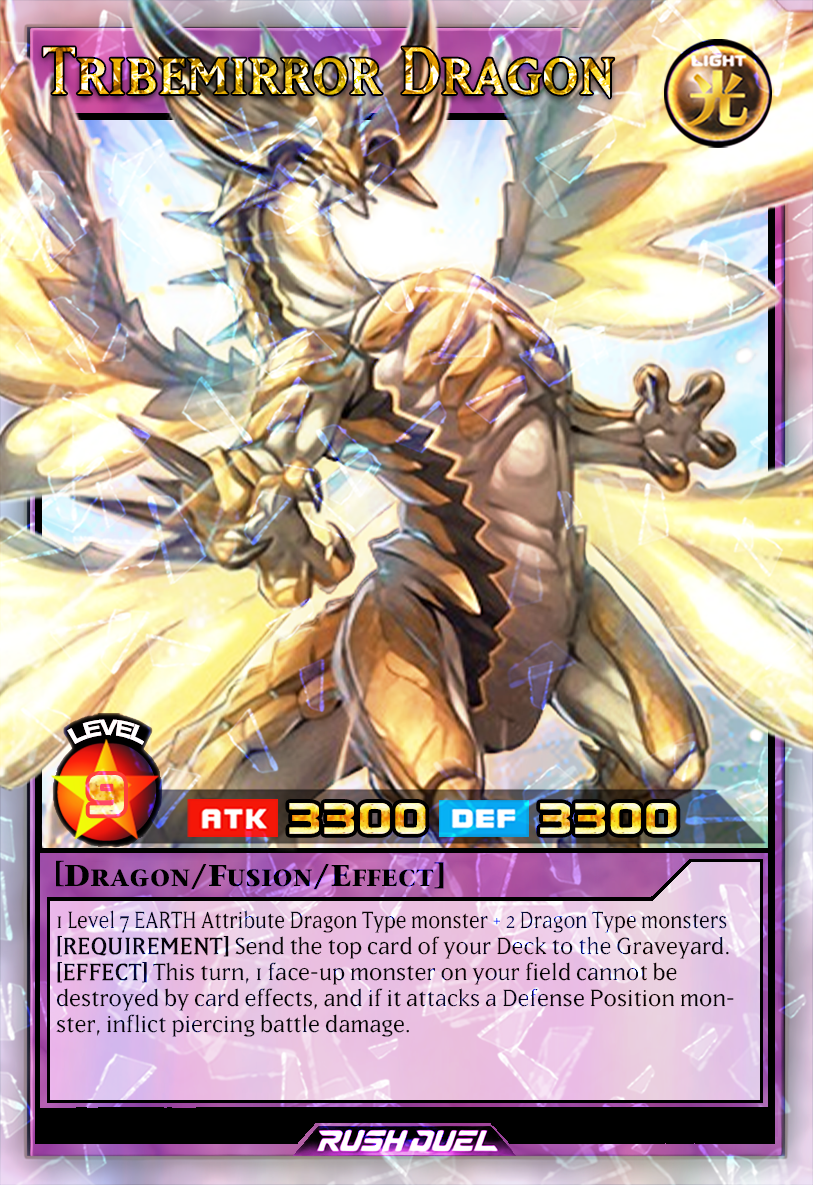 TRIBEMIRROR DRAGON
LIGHT
光
LEVEL
9
ATK 3300 DEF 3300
[DRAGON/FUSION/EFFECT]
1 Level 7 EARTH Attribute Dragon Type monster + 2 Dragon Type monsters
[REQUIREMENT] Send the top card of your Deck to the Graveyard.
[EFFECT] This turn, 1 face-up monster on your field cannot be
destroyed by card effects, and if it attacks a Defense Position mon-
ster, inflict piercing battle damage.
RUSH DUEL